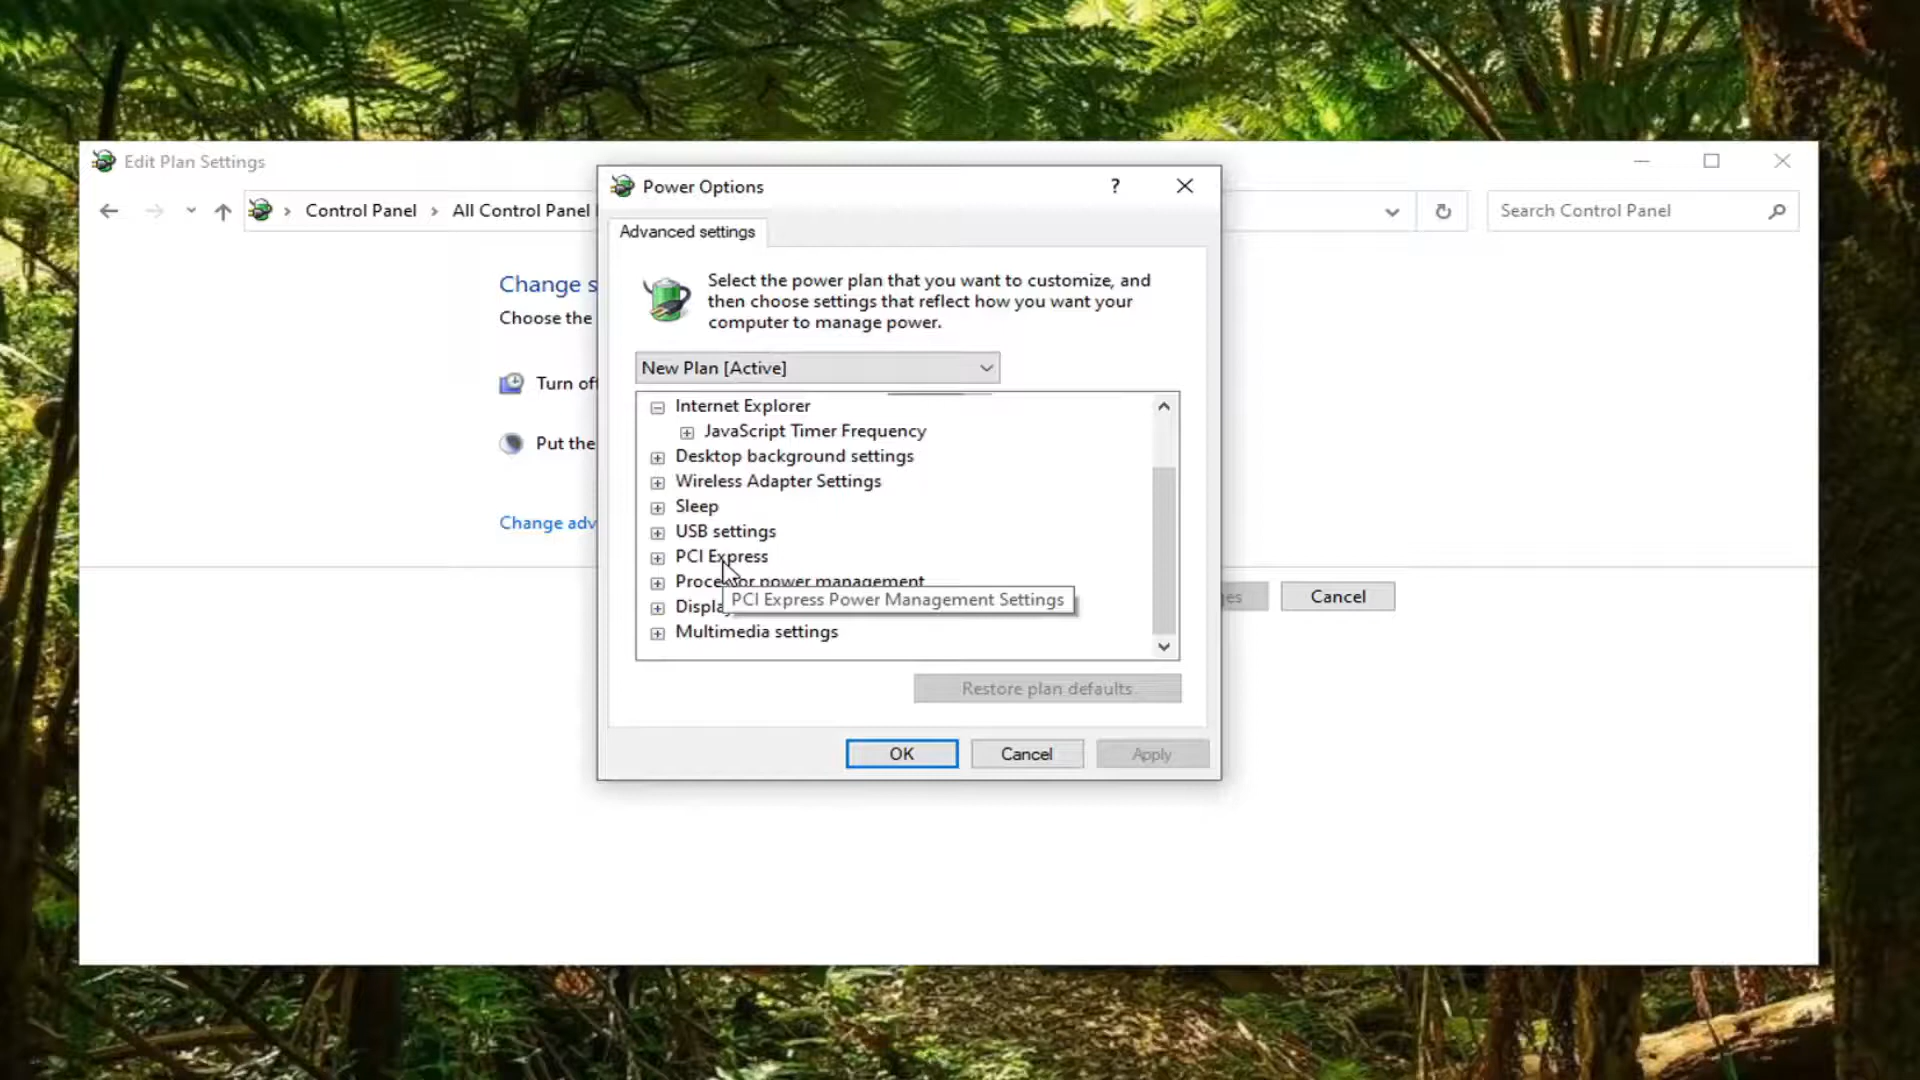 Edit Plan Settings
Control Panel
All Control Panel
Search Control Panel
Change s
Choose the
Turn of
Put the
Change adv
Cancel
Power Options
?
Advanced settings
Select the power plan that you want to customize, and
then choose settings that reflect how you want your
computer to manage power.
New Plan [Active]
Internet Explorer
JavaScript Timer Frequency
Desktop background settings
Wireless Adapter Settings
Sleep
USB settings
PCI Express
Processor power management
PCI Express Power Management Settings
Display
Multimedia settings
Restore plan defaults
OK
Cancel
Apply